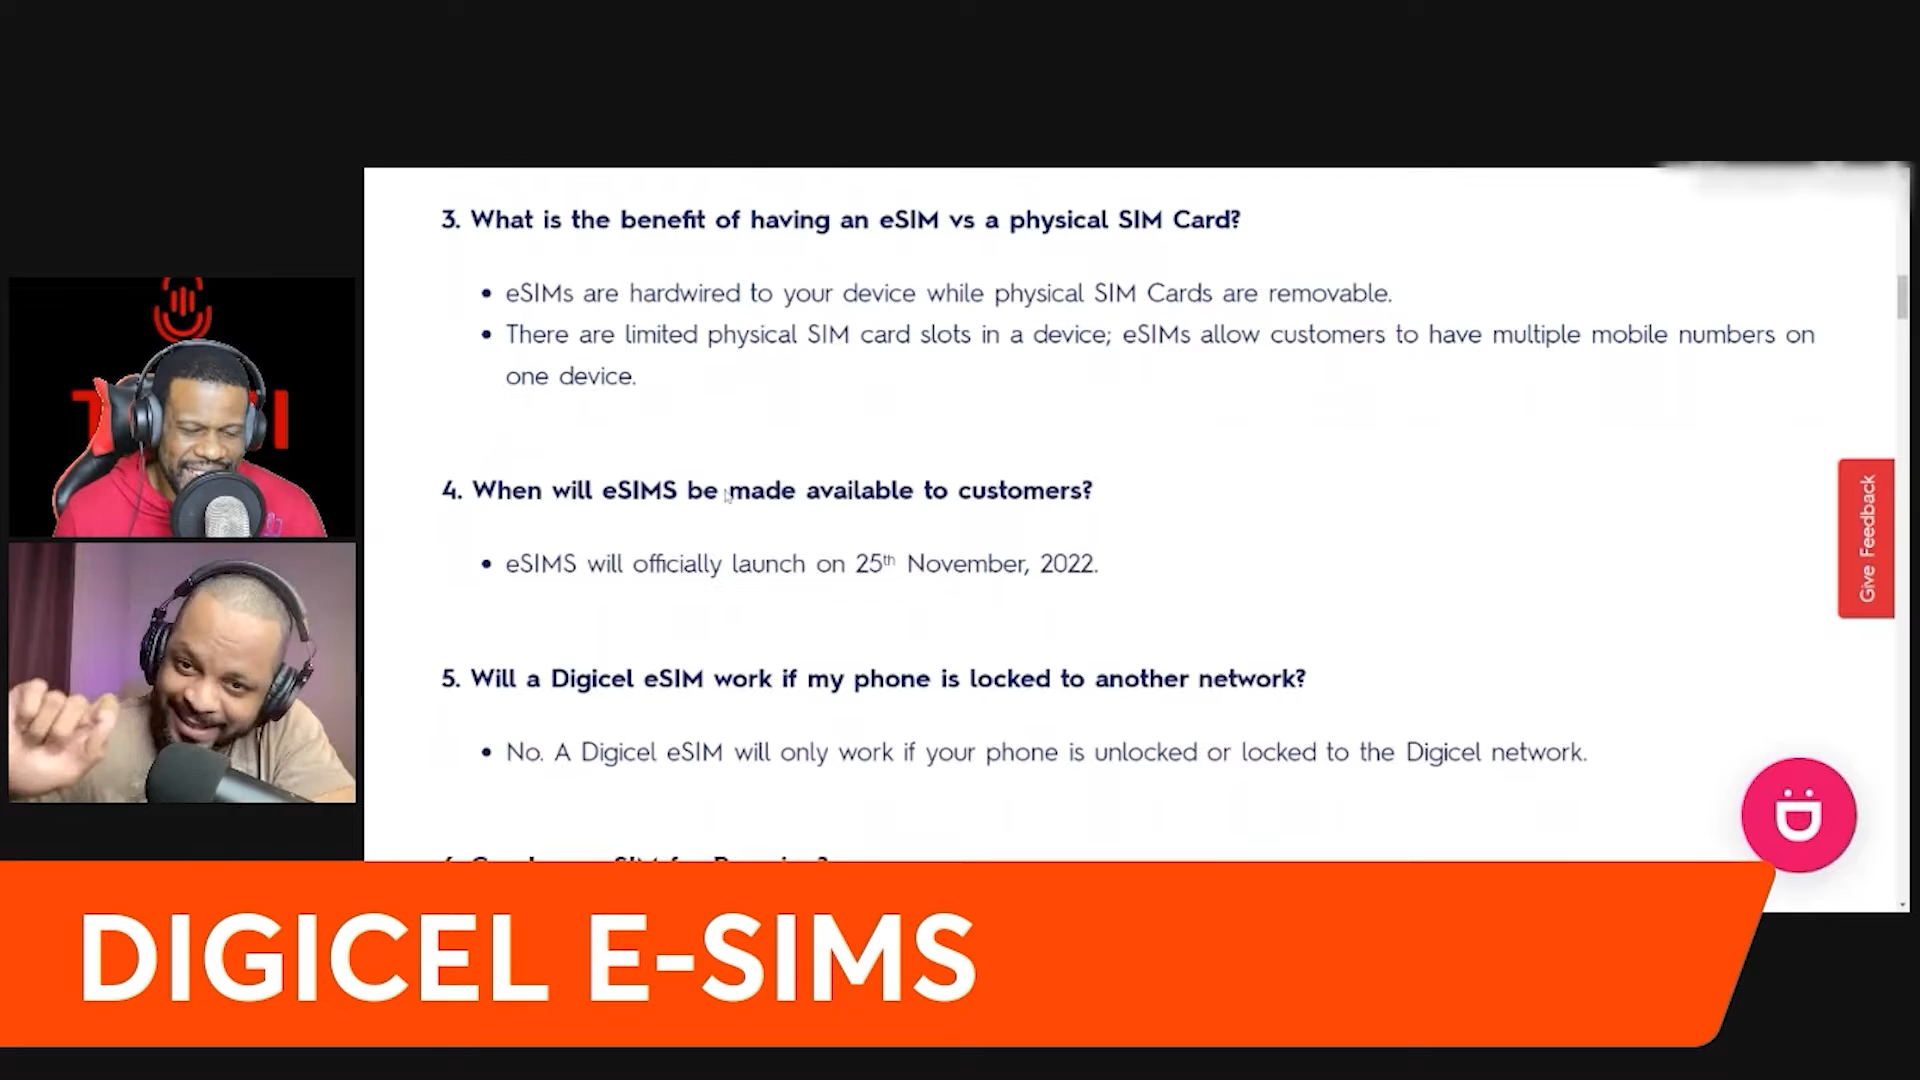 3. What is the benefit of having an eSIM vs a physical SIM Card?
• eSIMs are hardwired to your device while physical SIM Cards are removable.
• There are limited physical SIM card slots in a device; eSIMs allow customers to have multiple mobile numbers on
one device.
4. When will eSIMS be made available to customers?
• eSIMS will officially launch on 25th November, 2022.
5. Will a Digicel eSIM work if my phone is locked to another network?
• No. A Digicel eSIM will only work if your phone is unlocked or locked to the Digicel network.
Give Feedback
DIGICEL E-SIMS